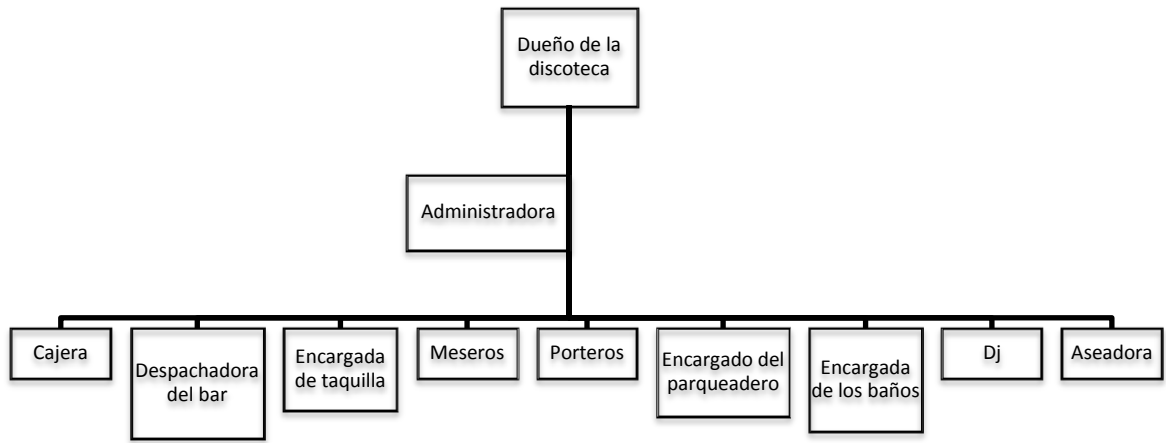 Dueño de la
discoteca
Administradora
Cajera
Despachadora
del bar
Encargada
de taquilla
Meseros
Porteros
Encargado del
parqueadero
Encargada
de los baños
Dj
Aseadora